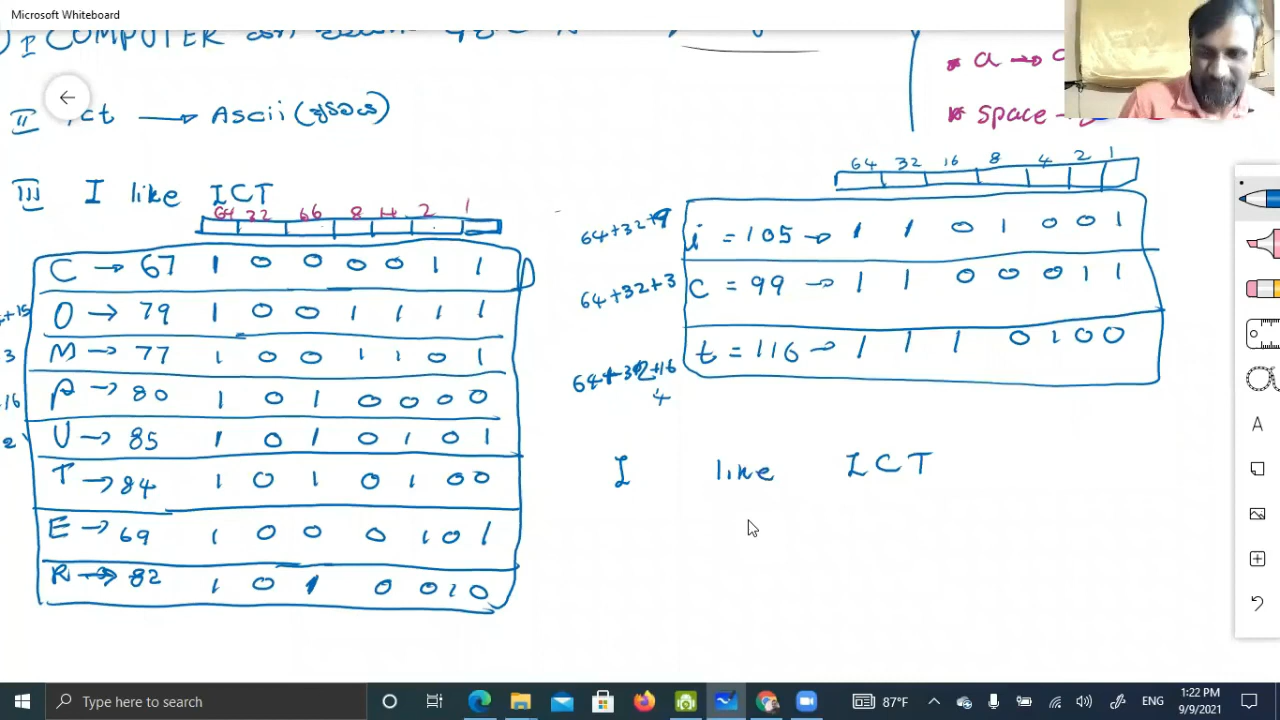 Microsoft Whiteboard
I COMPUTER
* a →
II ict → Ascii (
* space -
III I like ICT
64 32 16 8 4 2 1
64 32 66 8 4 2 1
C → 67 1 0 0 0 0 1 1
O → 79 1 0 0 1 1 1 1
M → 77 1 0 0 1 1 0 1
P → 80 1 0 1 0 0 0 0
U → 85 1 0 1 0 1 0 1
T → 84 1 0 1 0 1 0 0
E → 69 1 0 0 0 1 0 1
R → 82 1 0 1 0 0 1 0
64+32+9 i = 105 → 1 1 0 1 0 0 1
64+32+3 c = 99 → 1 1 0 0 0 1 1
64+32+16 t = 116 → 1 1 1 0 1 0 0
4
I like ICT
Type here to search
87°F ENG 1:22 PM
9/9/2021